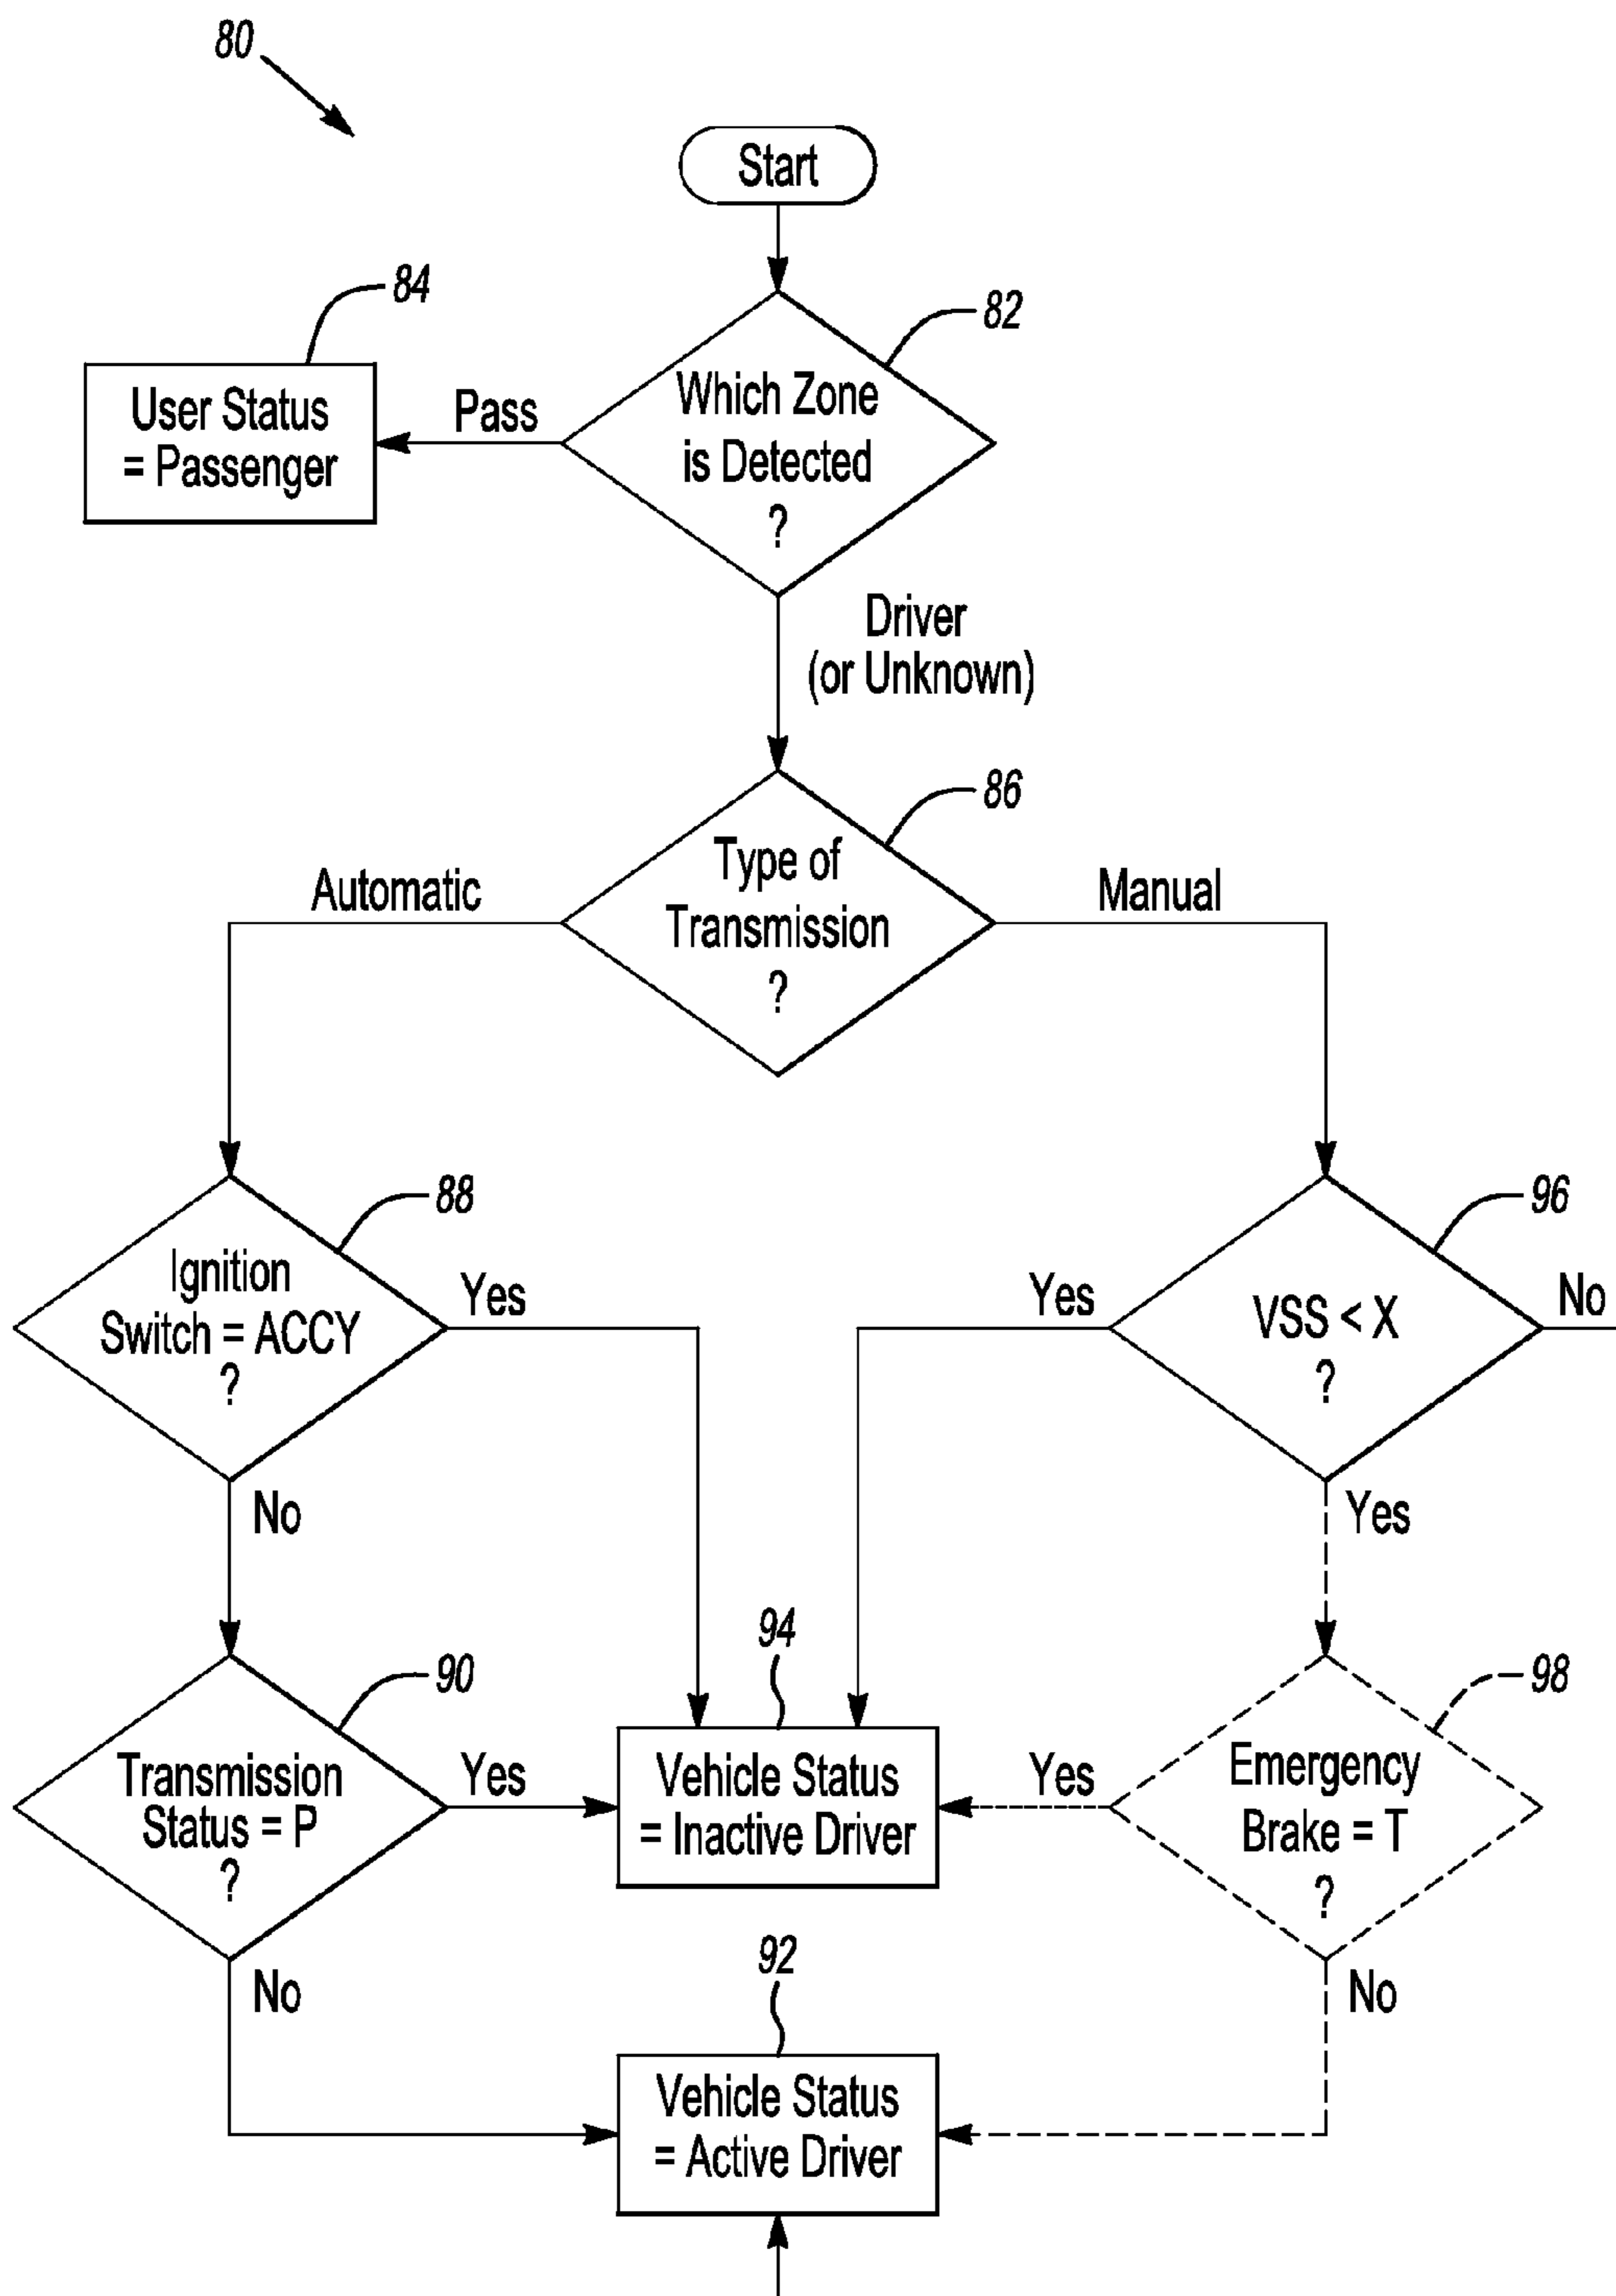 80
Start
84
82
User Status
= Passenger
Pass
Which Zone
is Detected
?
Driver
(or Unknown)
86
Automatic
Type of
Transmission
?
Manual
88
96
Ignition
Switch = ACCY
?
Yes
Yes
VSS < X
?
No
No
Yes
94
90
98
Transmission
Status = P
?
Yes
Vehicle Status
= Inactive Driver
Yes
Emergency
Brake = T
?
92
No
No
Vehicle Status
= Active Driver